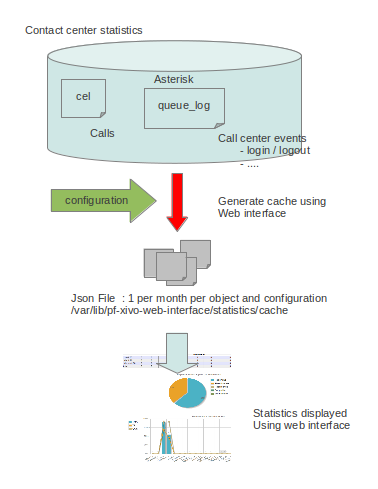 Contact center statistics
Asterisk
cel
queue_log
Calls
Call center events
- login / logout
- ....
configuration
Generate cache using
Web interface
Json File : 1 per month per object and configuration
/var/lib/pf-xivo-web-interface/statistics/cache
Statistics displayed
Using web interface